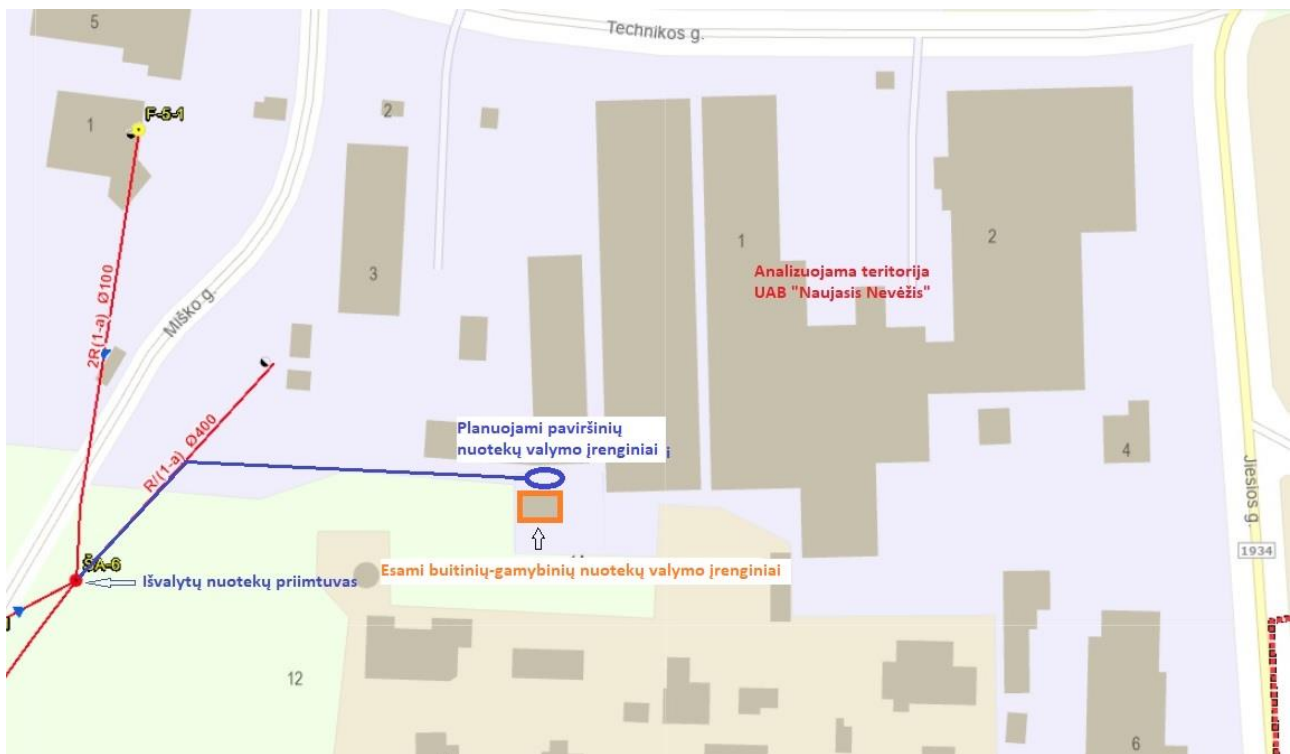 5
Technikos g.
F-5-1
1
2
3
1
2
Analizuojama teritorija
UAB "Naujasis Nevėžis"
2R(1-a) Ø100
Miško g.
R/(1-a) Ø400
Planuojami paviršinių
nuotekų valymo įrenginiai
4
Jiesios g.
1934
ŠA-6
Išvalytų nuotekų priimtuvas
Esami buitinių-gamybinių nuotekų valymo įrenginiai
12
6